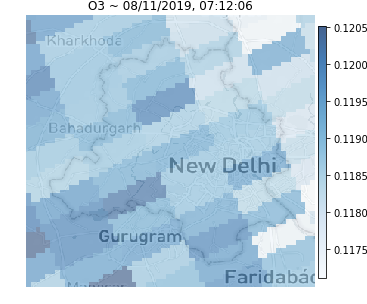 O3 ~ 08/11/2019, 07:12:06
Kharkhoda
0.1205
0.1200
0.1195
Bahadurgarh
0.1190
New Delhi
0.1185
0.1180
Gurugram
0.1175
Faridabad